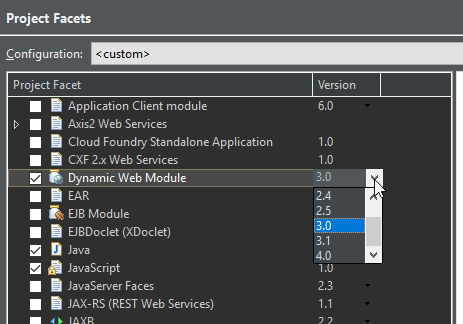 Project Facets
Configuration: <custom>
Project Facet Version
Application Client module 6.0
Axis2 Web Services
Cloud Foundry Standalone Application 1.0
CXF 2.x Web Services 1.0
Dynamic Web Module 3.0
EAR 2.4
EJB Module 2.5
EJBDoclet (XDoclet) 3.0
Java 3.1
4.0
JavaScript 1.0
JavaServer Faces 2.3
JAX-RS (REST Web Services) 1.1
JAXB 2.2